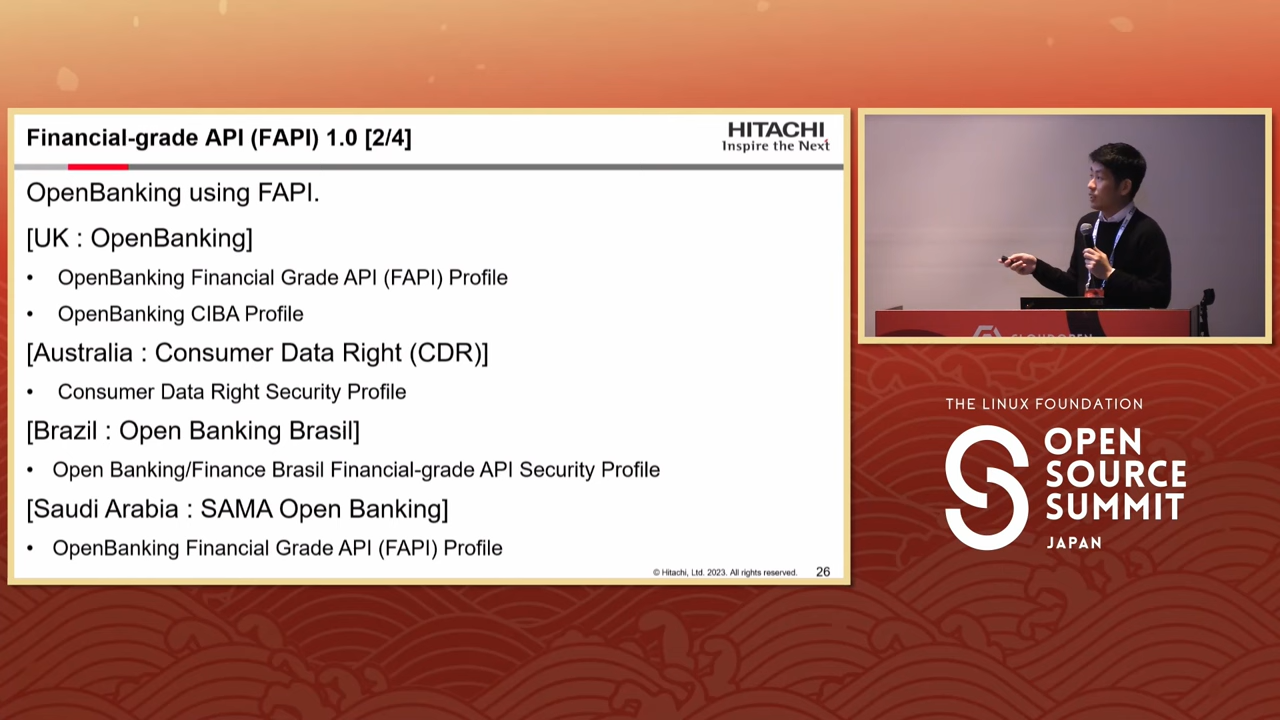 Financial-grade API (FAPI) 1.0 [2/4]
HITACHI
Inspire the Next
OpenBanking using FAPI.
[UK : OpenBanking]
• OpenBanking Financial Grade API (FAPI) Profile
• OpenBanking CIBA Profile
[Australia : Consumer Data Right (CDR)]
• Consumer Data Right Security Profile
[Brazil : Open Banking Brasil]
• Open Banking/Finance Brasil Financial-grade API Security Profile
[Saudi Arabia : SAMA Open Banking]
• OpenBanking Financial Grade API (FAPI) Profile
© Hitachi, Ltd. 2023. All rights reserved.
26
CLOUDOPEN
THE LINUX FOUNDATION
OPEN
SOURCE
SUMMIT
JAPAN